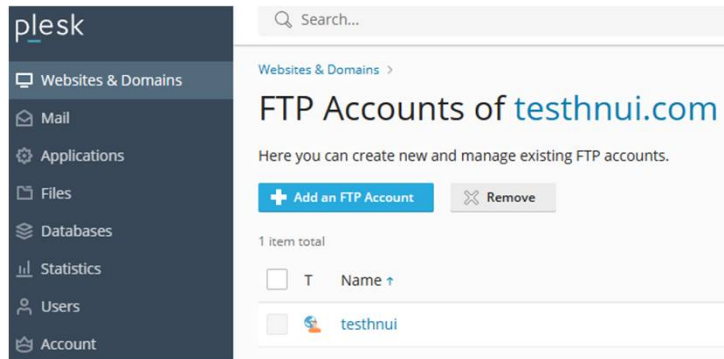 plesk
Search...
Websites & Domains
Mail
Applications
Files
Databases
Statistics
Users
Account
Websites & Domains >
FTP Accounts of testhnui.com
Here you can create new and manage existing FTP accounts.
Add an FTP Account
Remove
1 item total
T Name ↑
testhnui